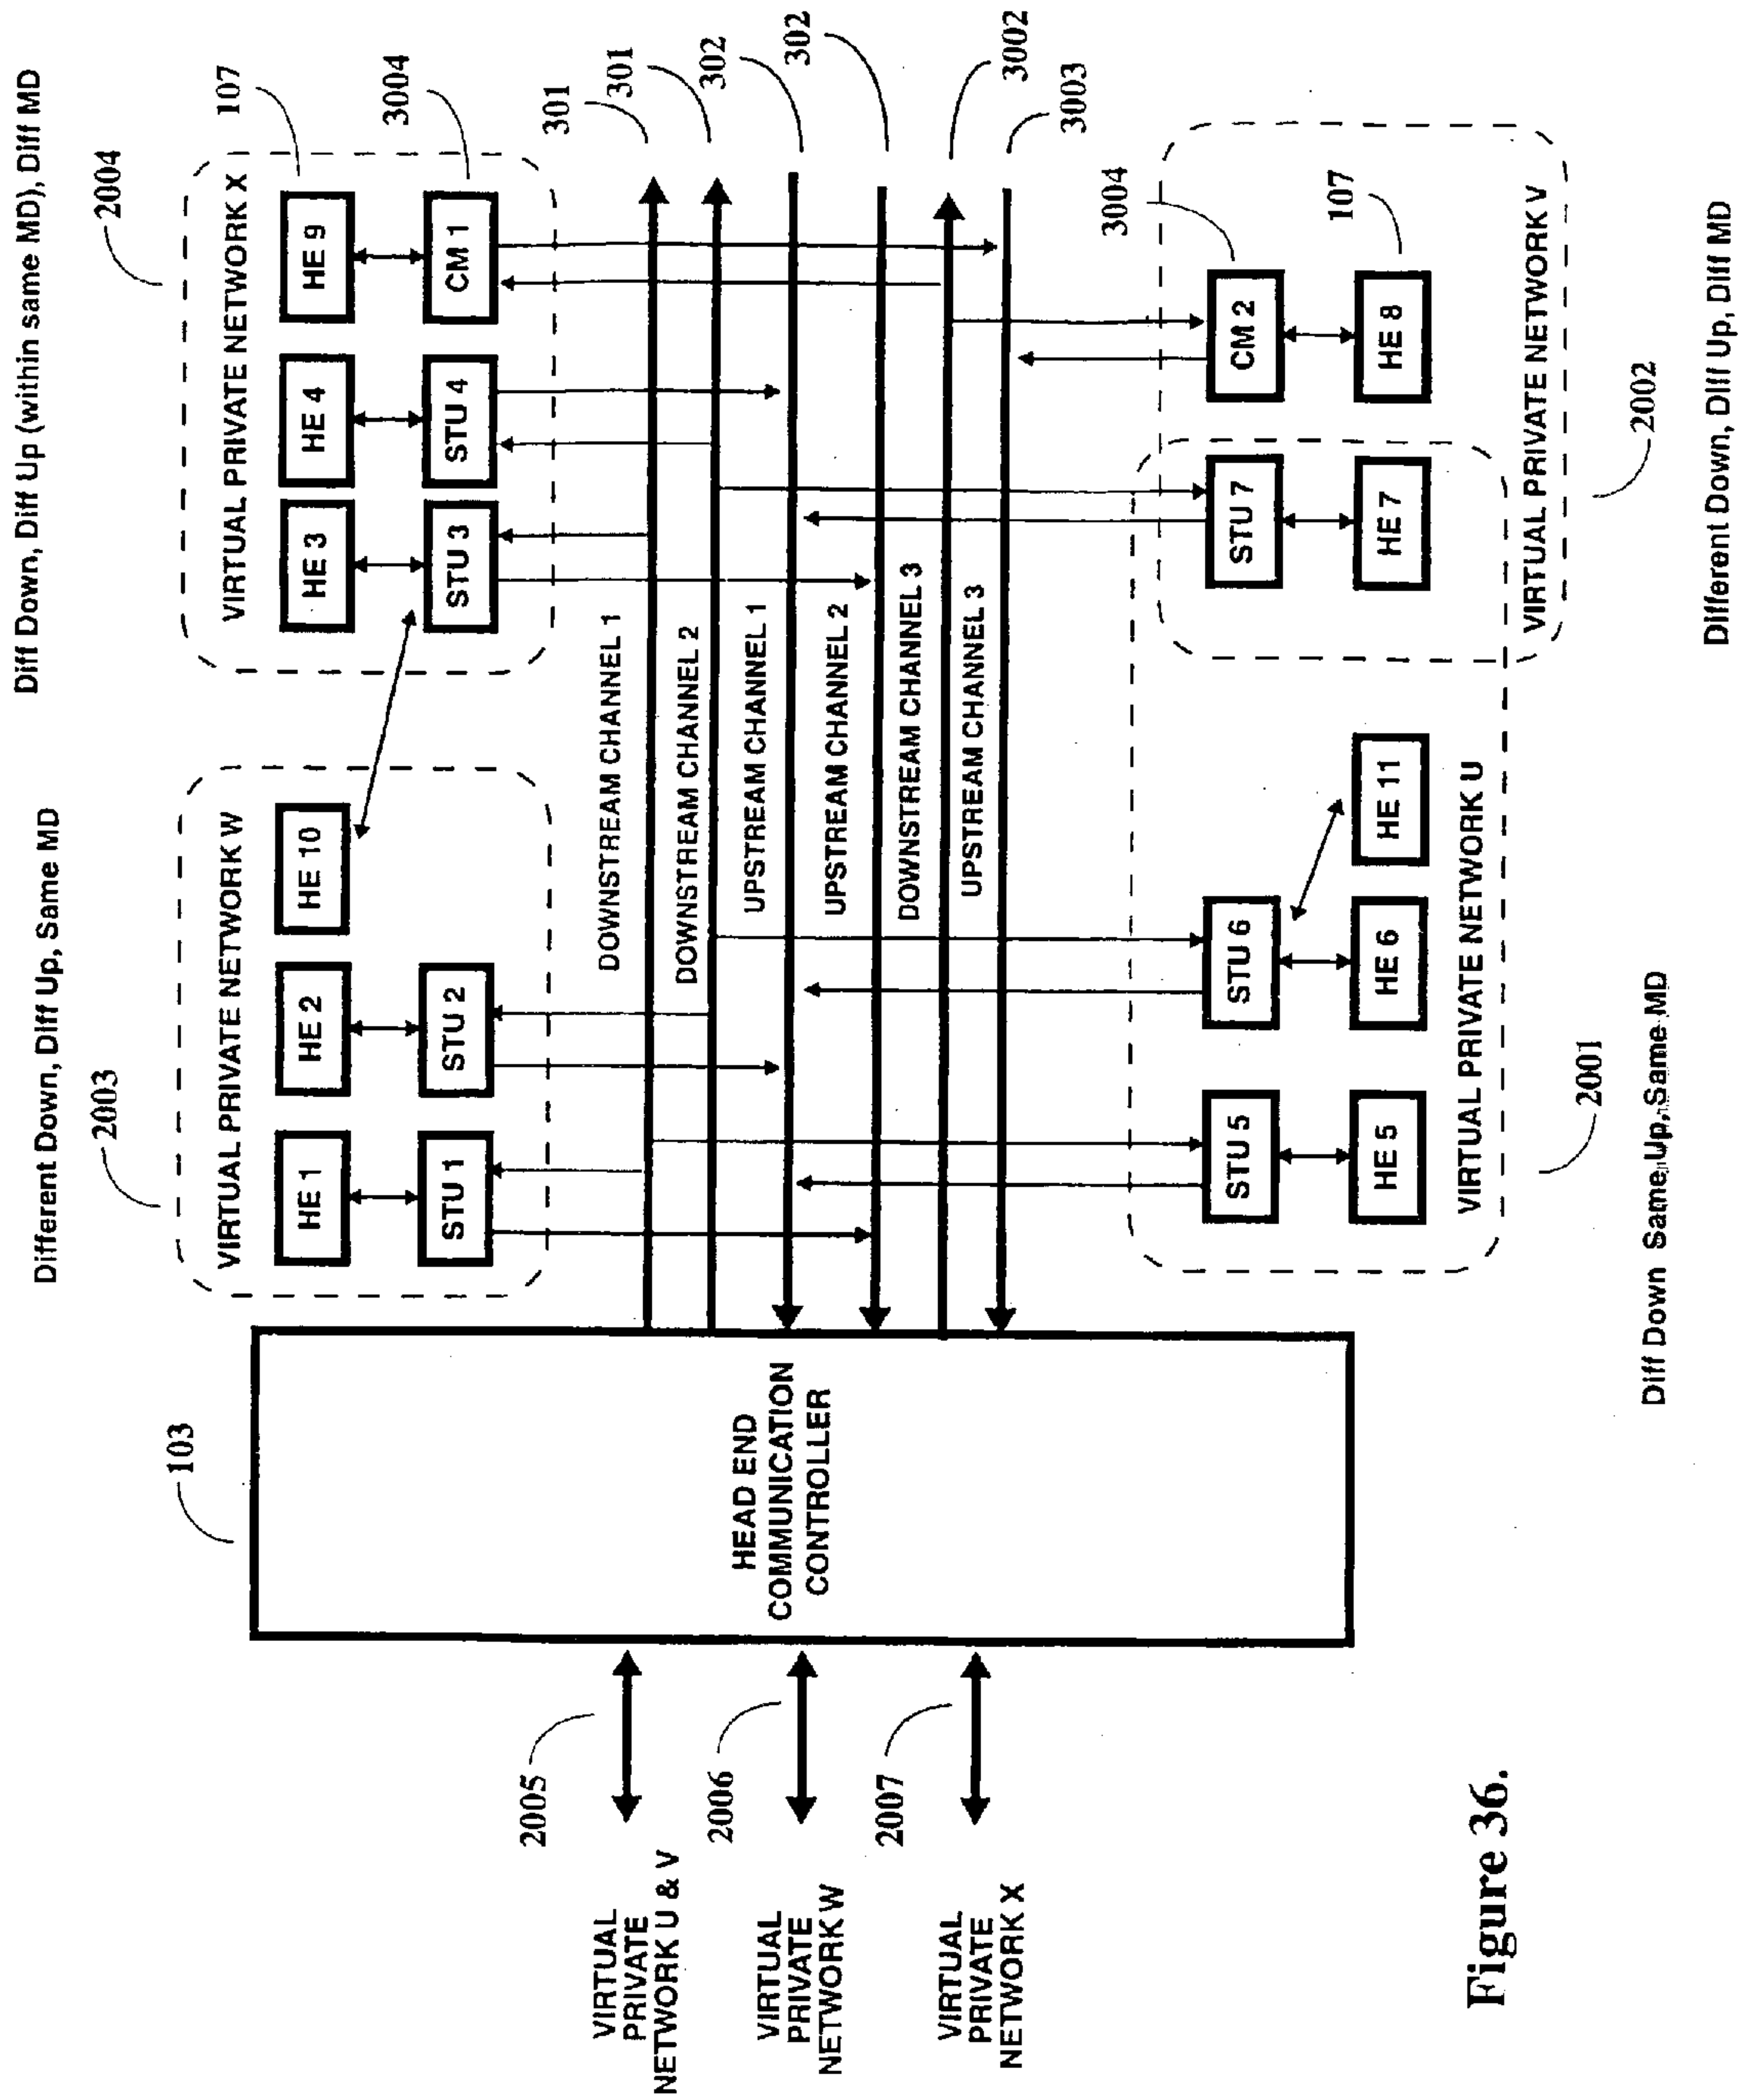 Different Down, Diff Up, Same MD
Diff Down, Diff Up (within same MD), Diff MD
103
2003
2004
107
3004
VIRTUAL PRIVATE NETWORK W
HE 1
HE 2
HE 10
STU 1
STU 2
VIRTUAL PRIVATE NETWORK X
HE 3
HE 4
HE 9
STU 3
STU 4
CM 1
301
301
302
302
3002
3003
DOWNSTREAM CHANNEL 1
DOWNSTREAM CHANNEL 2
UPSTREAM CHANNEL 1
UPSTREAM CHANNEL 2
DOWNSTREAM CHANNEL 3
UPSTREAM CHANNEL 3
HEAD END
COMMUNICATION
CONTROLLER
2005
VIRTUAL
PRIVATE
NETWORK U & V
2006
VIRTUAL
PRIVATE
NETWORK W
2007
VIRTUAL
PRIVATE
NETWORK X
3004
107
STU 5
STU 6
STU 7
CM 2
HE 5
HE 6
HE 11
HE 7
HE 8
VIRTUAL PRIVATE NETWORK U
VIRTUAL PRIVATE NETWORK V
2001
2002
Diff Down Same Up, Same MD
Different Down, Diff Up, Diff MD
Figure 36.